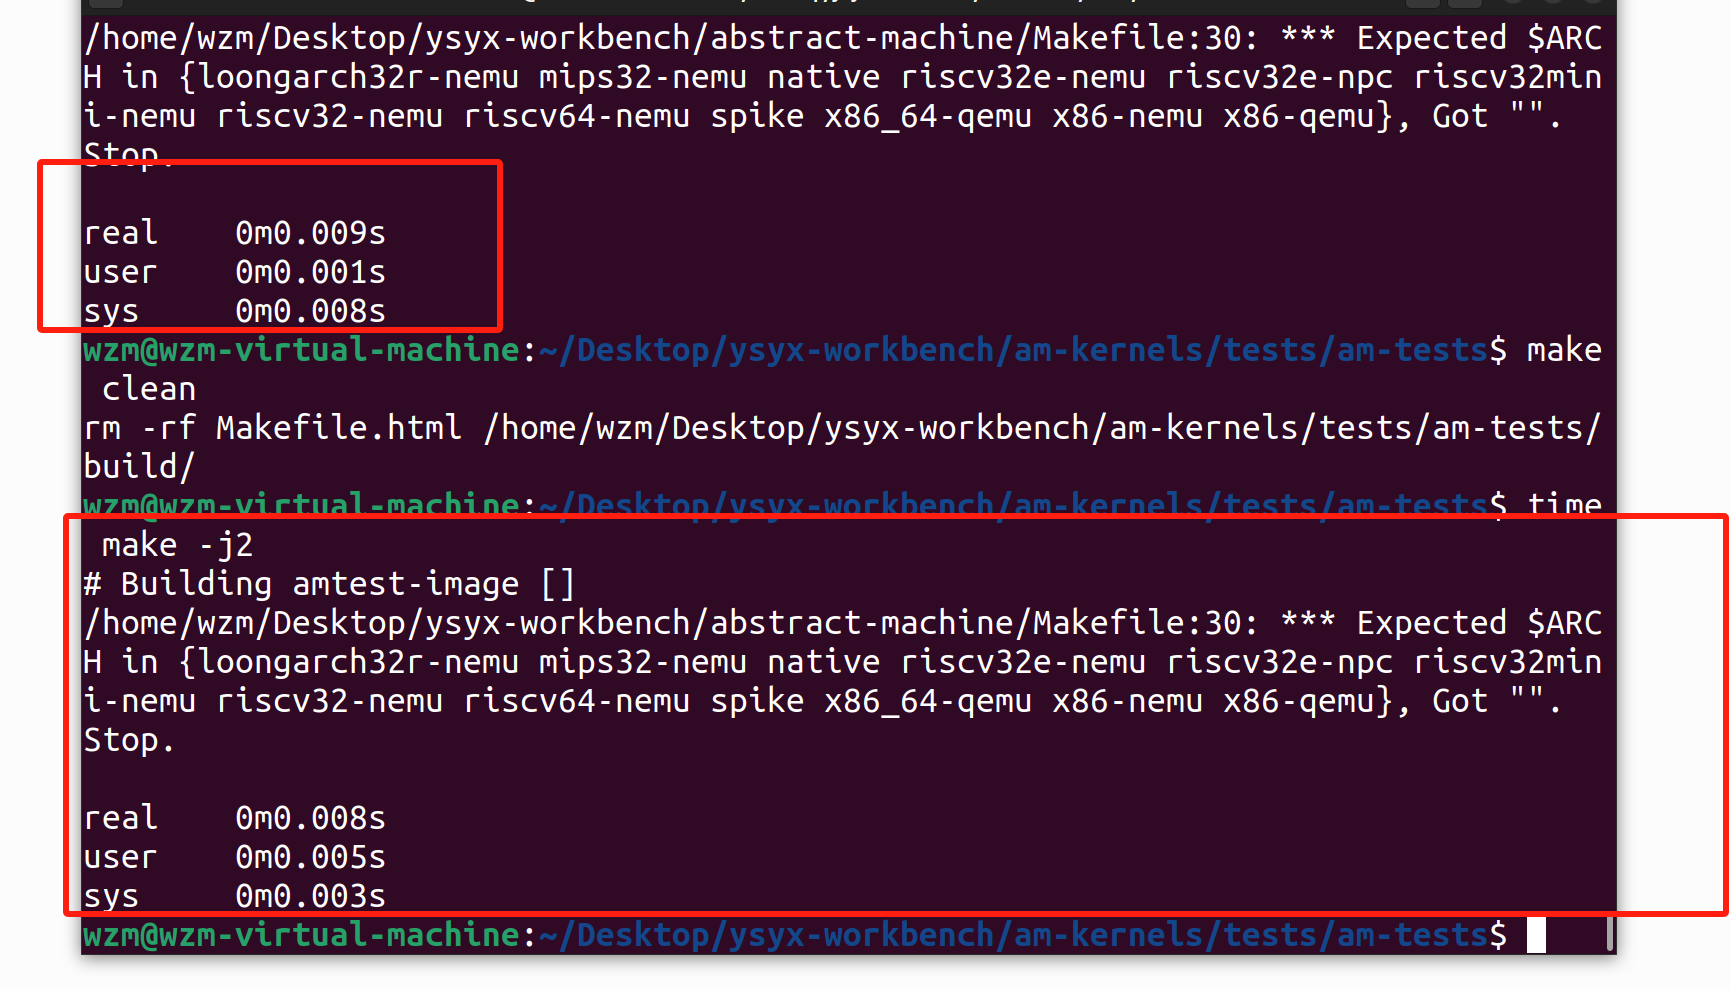 /home/wzm/Desktop/ysyx-workbench/abstract-machine/Makefile:30: *** Expected $ARC
H in {loongarch32r-nemu mips32-nemu native riscv32e-nemu riscv32e-npc riscv32min
i-nemu riscv32-nemu riscv64-nemu spike x86_64-qemu x86-nemu x86-qemu}, Got "".
Stop.
real    0m0.009s
user    0m0.001s
sys     0m0.008s
wzm@wzm-virtual-machine:~/Desktop/ysyx-workbench/am-kernels/tests/am-tests$ make
 clean
rm -rf Makefile.html /home/wzm/Desktop/ysyx-workbench/am-kernels/tests/am-tests/
build/
wzm@wzm-virtual-machine:~/Desktop/ysyx-workbench/am-kernels/tests/am-tests$ time
 make -j2
# Building amtest-image []
/home/wzm/Desktop/ysyx-workbench/abstract-machine/Makefile:30: *** Expected $ARC
H in {loongarch32r-nemu mips32-nemu native riscv32e-nemu riscv32e-npc riscv32min
i-nemu riscv32-nemu riscv64-nemu spike x86_64-qemu x86-nemu x86-qemu}, Got "".
Stop.
real    0m0.008s
user    0m0.005s
sys     0m0.003s
wzm@wzm-virtual-machine:~/Desktop/ysyx-workbench/am-kernels/tests/am-tests$